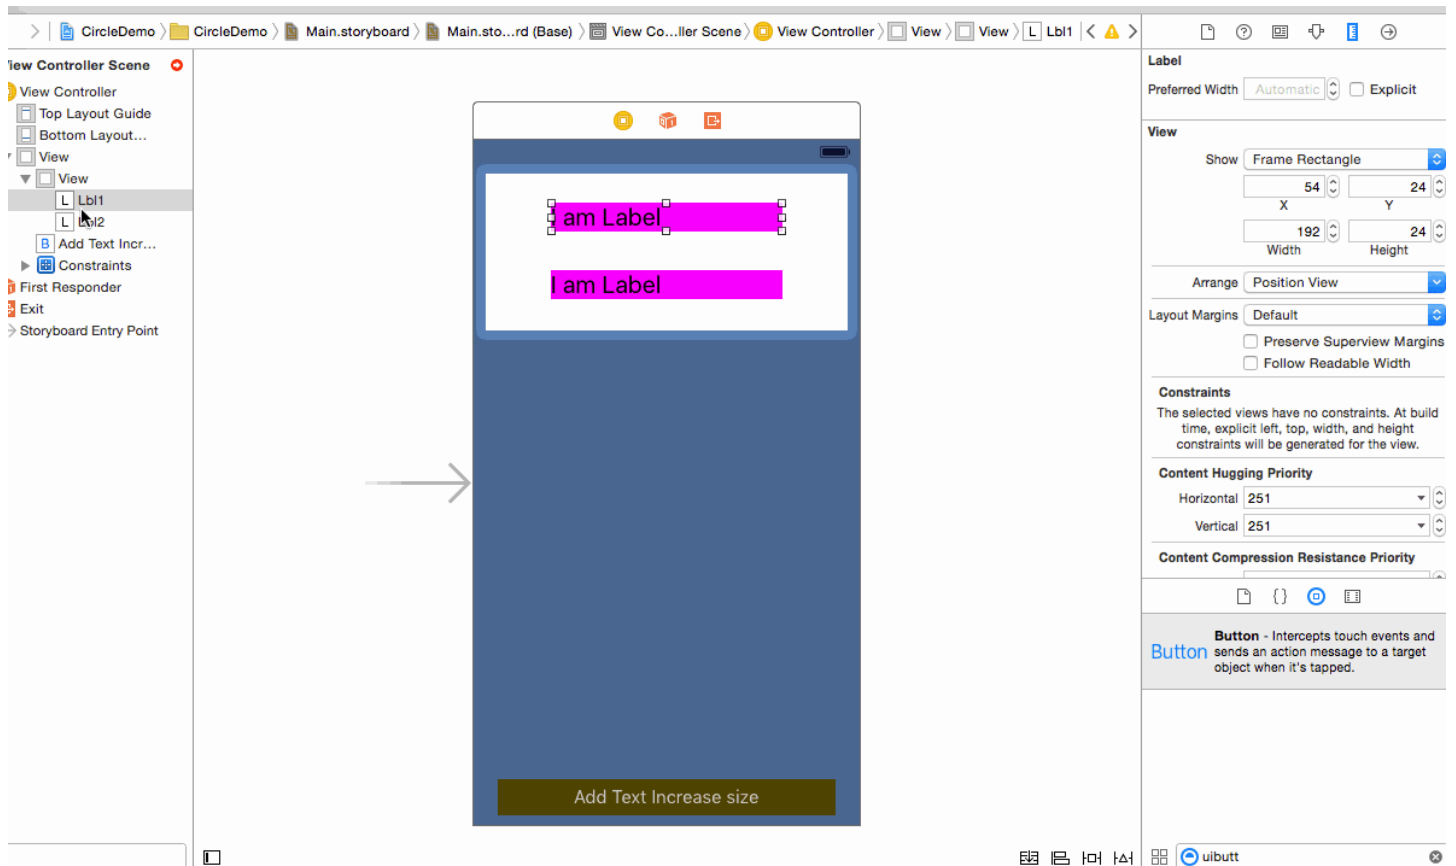 CircleDemo CircleDemo Main.storyboard Main.sto...rd (Base) View Co...ller Scene View Controller View View L Lbl1
iew Controller Scene
View Controller
Top Layout Guide
Bottom Layout...
View
View
L Lbl1
L Lbl2
B Add Text Incr...
Constraints
First Responder
Exit
Storyboard Entry Point
I am Label
I am Label
Add Text Increase size
Label
Preferred Width Automatic Explicit
View
Show Frame Rectangle
54 24
X Y
192 24
Width Height
Arrange Position View
Layout Margins Default
Preserve Superview Margins
Follow Readable Width
Constraints
The selected views have no constraints. At build
time, explicit left, top, width, and height
constraints will be generated for the view.
Content Hugging Priority
Horizontal 251
Vertical 251
Content Compression Resistance Priority
{}
Button
Button - Intercepts touch events and
sends an action message to a target
object when it's tapped.
uibutt